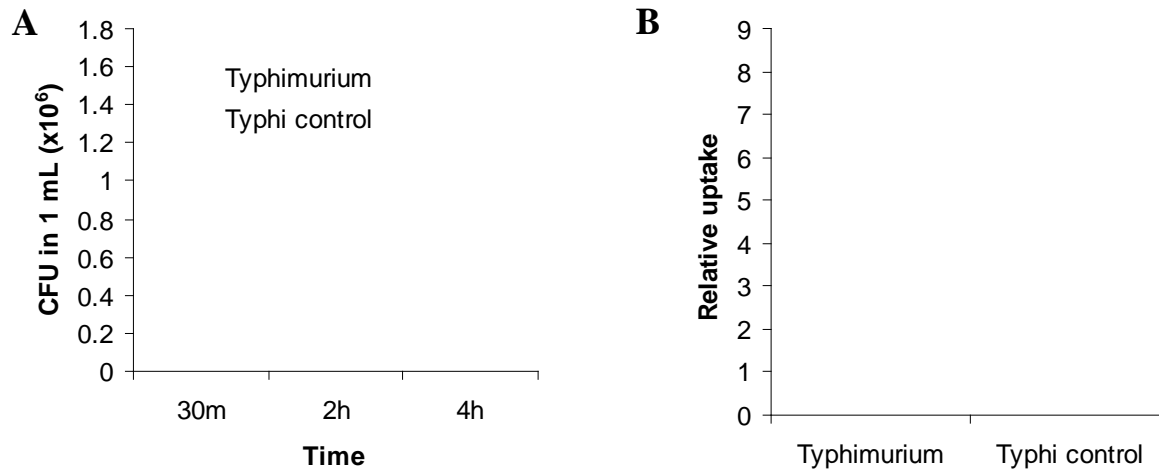 A
CFU in 1 mL (x10⁶)
1.8
1.6
1.4
1.2
1
0.8
0.6
0.4
0.2
0
Typhimurium
Typhi control
30m 2h 4h
Time
B
Relative uptake
9
8
7
6
5
4
3
2
1
0
Typhimurium Typhi control